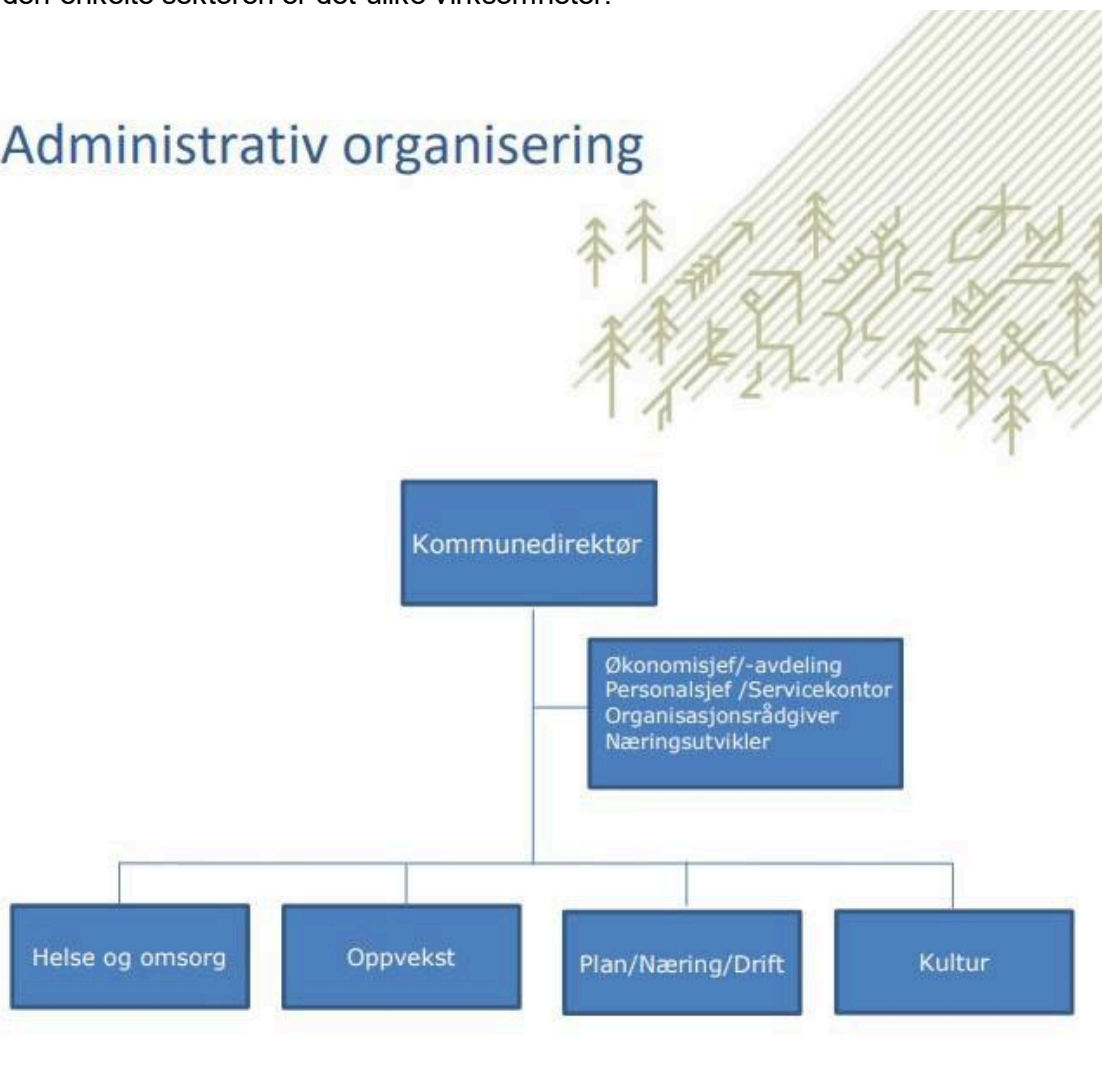 den enkelte sektoren er det ulike virksomheter.
Administrativ organisering
Kommunedirektør
Økonomisjef/-avdeling
Personalsjef /Servicekontor
Organisasjonsrådgiver
Næringsutvikler
Helse og omsorg
Oppvekst
Plan/Næring/Drift
Kultur